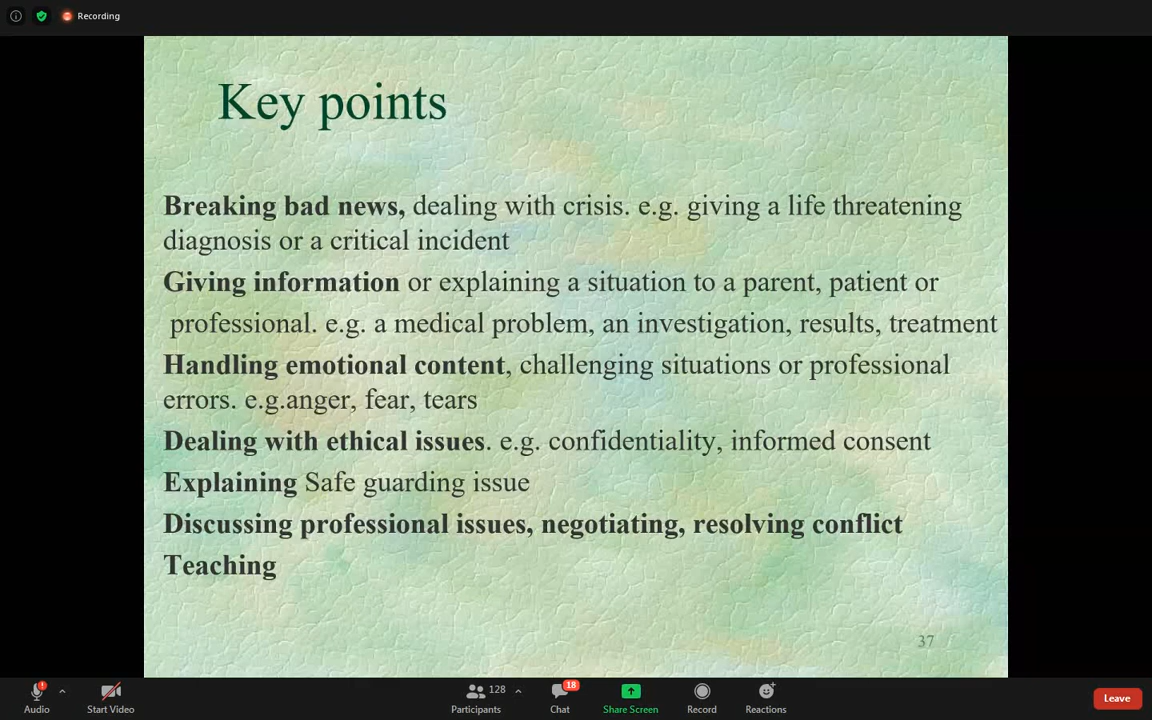 Recording
Key points
Breaking bad news, dealing with crisis. e.g. giving a life threatening
diagnosis or a critical incident
Giving information or explaining a situation to a parent, patient or
professional. e.g. a medical problem, an investigation, results, treatment
Handling emotional content, challenging situations or professional
errors. e.g.anger, fear, tears
Dealing with ethical issues. e.g. confidentiality, informed consent
Explaining Safe guarding issue
Discussing professional issues, negotiating, resolving conflict
Teaching
37
128
18
Audio
Start Video
Participants
Chat
Share Screen
Record
Reactions
Leave